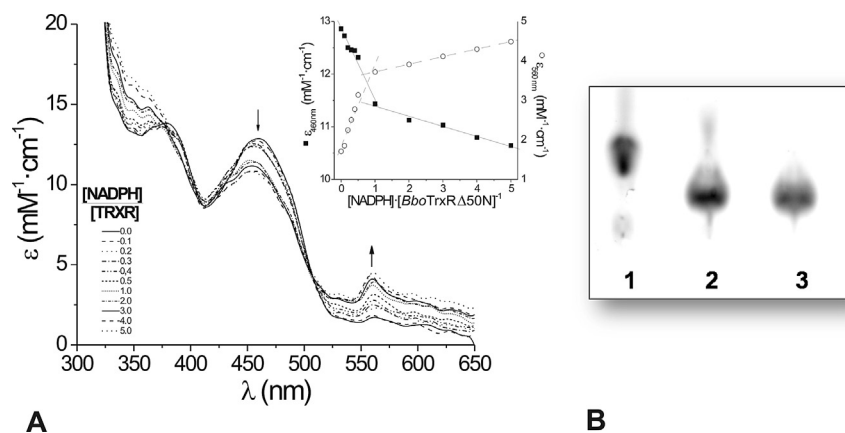 A
20
15
10
5
0
ε (mM⁻¹·cm⁻¹)
300 350 400 450 500 550 600 650
λ (nm)
[NADPH]
[TRXR]
0.0
0.1
0.2
0.3
0.4
0.5
1.0
2.0
3.0
4.0
5.0
13
12
11
10
■ ε460nm (mM⁻¹·cm⁻¹)
0 1 2 3 4 5
[NADPH]·[BboTrxRΔ50N]⁻¹
5
4
3
2
1
○ ε560nm (mM⁻¹·cm⁻¹)
1 2 3
A B